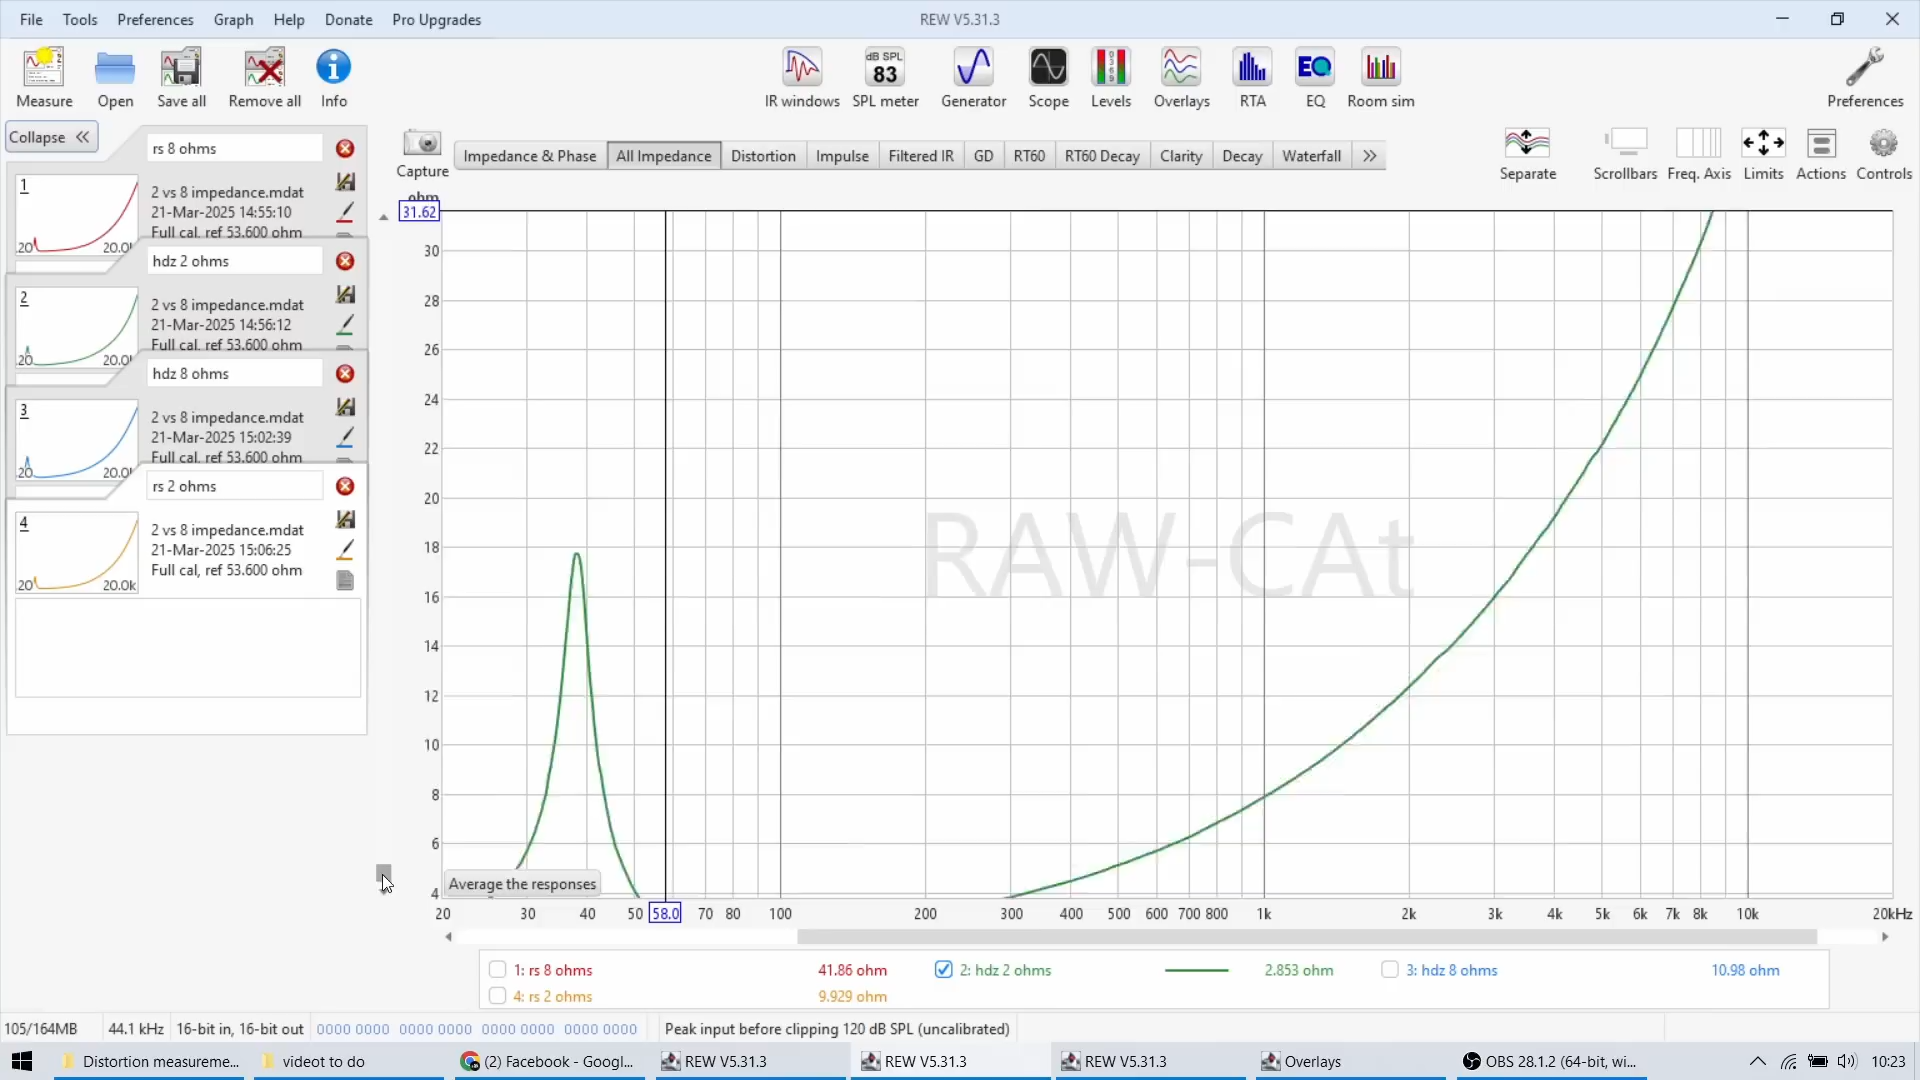 File Tools Preferences Graph Help Donate Pro Upgrades
REW V5.31.3
Measure Open Save all Remove all Info
dB SPL
83
IR windows SPL meter Generator Scope Levels Overlays RTA EQ Room sim
Preferences
Collapse
Capture
Impedance & Phase All Impedance Distortion Impulse Filtered IR GD RT60 RT60 Decay Clarity Decay Waterfall
Separate Scrollbars Freq. Axis Limits Actions Controls
rs 8 ohms
1
2 vs 8 impedance.mdat
21-Mar-2025 14:55:10
Full cal, ref 53.600 ohm
20 20.0
hdz 2 ohms
2
2 vs 8 impedance.mdat
21-Mar-2025 14:56:12
Full cal, ref 53.600 ohm
20 20.0
hdz 8 ohms
3
2 vs 8 impedance.mdat
21-Mar-2025 15:02:39
Full cal, ref 53.600 ohm
20 20.0
rs 2 ohms
4
2 vs 8 impedance.mdat
21-Mar-2025 15:06:25
Full cal, ref 53.600 ohm
20 20.0k
ohm
31.62
30
28
26
24
22
20
18
16
14
12
10
8
6
4
RAW-CAt
Average the responses
20 30 40 50 58.0 70 80 100 200 300 400 500 600 700 800 1k 2k 3k 4k 5k 6k 7k 8k 10k 20kHz
1: rs 8 ohms 41.86 ohm 2: hdz 2 ohms 2.853 ohm 3: hdz 8 ohms 10.98 ohm
4: rs 2 ohms 9.929 ohm
105/164MB 44.1 kHz 16-bit in, 16-bit out 0000 0000 0000 0000 0000 0000 0000 0000 Peak input before clipping 120 dB SPL (uncalibrated)
Distortion measureme... videot to do (2) Facebook - Googl... REW V5.31.3 REW V5.31.3 REW V5.31.3 Overlays OBS 28.1.2 (64-bit, wi... 10:23